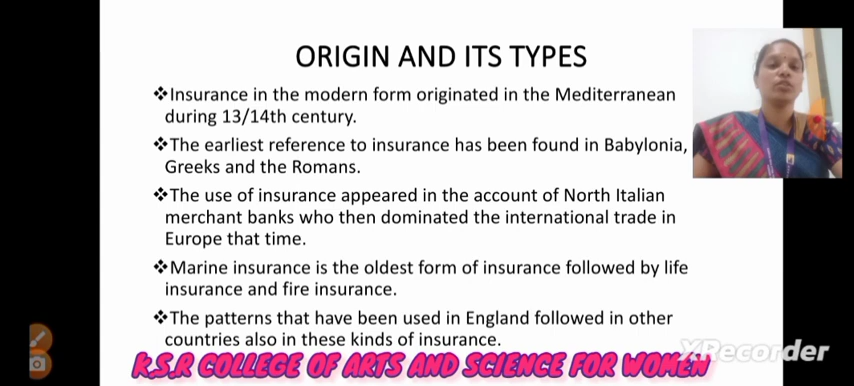 ORIGIN AND ITS TYPES
❖Insurance in the modern form originated in the Mediterranean
during 13/14th century.
❖The earliest reference to insurance has been found in Babylonia,
Greeks and the Romans.
❖The use of insurance appeared in the account of North Italian
merchant banks who then dominated the international trade in
Europe that time.
❖Marine insurance is the oldest form of insurance followed by life
insurance and fire insurance.
❖The patterns that have been used in England followed in other
countries also in these kinds of insurance.
XRecorder
K.S.R COLLEGE OF ARTS AND SCIENCE FOR WOMEN